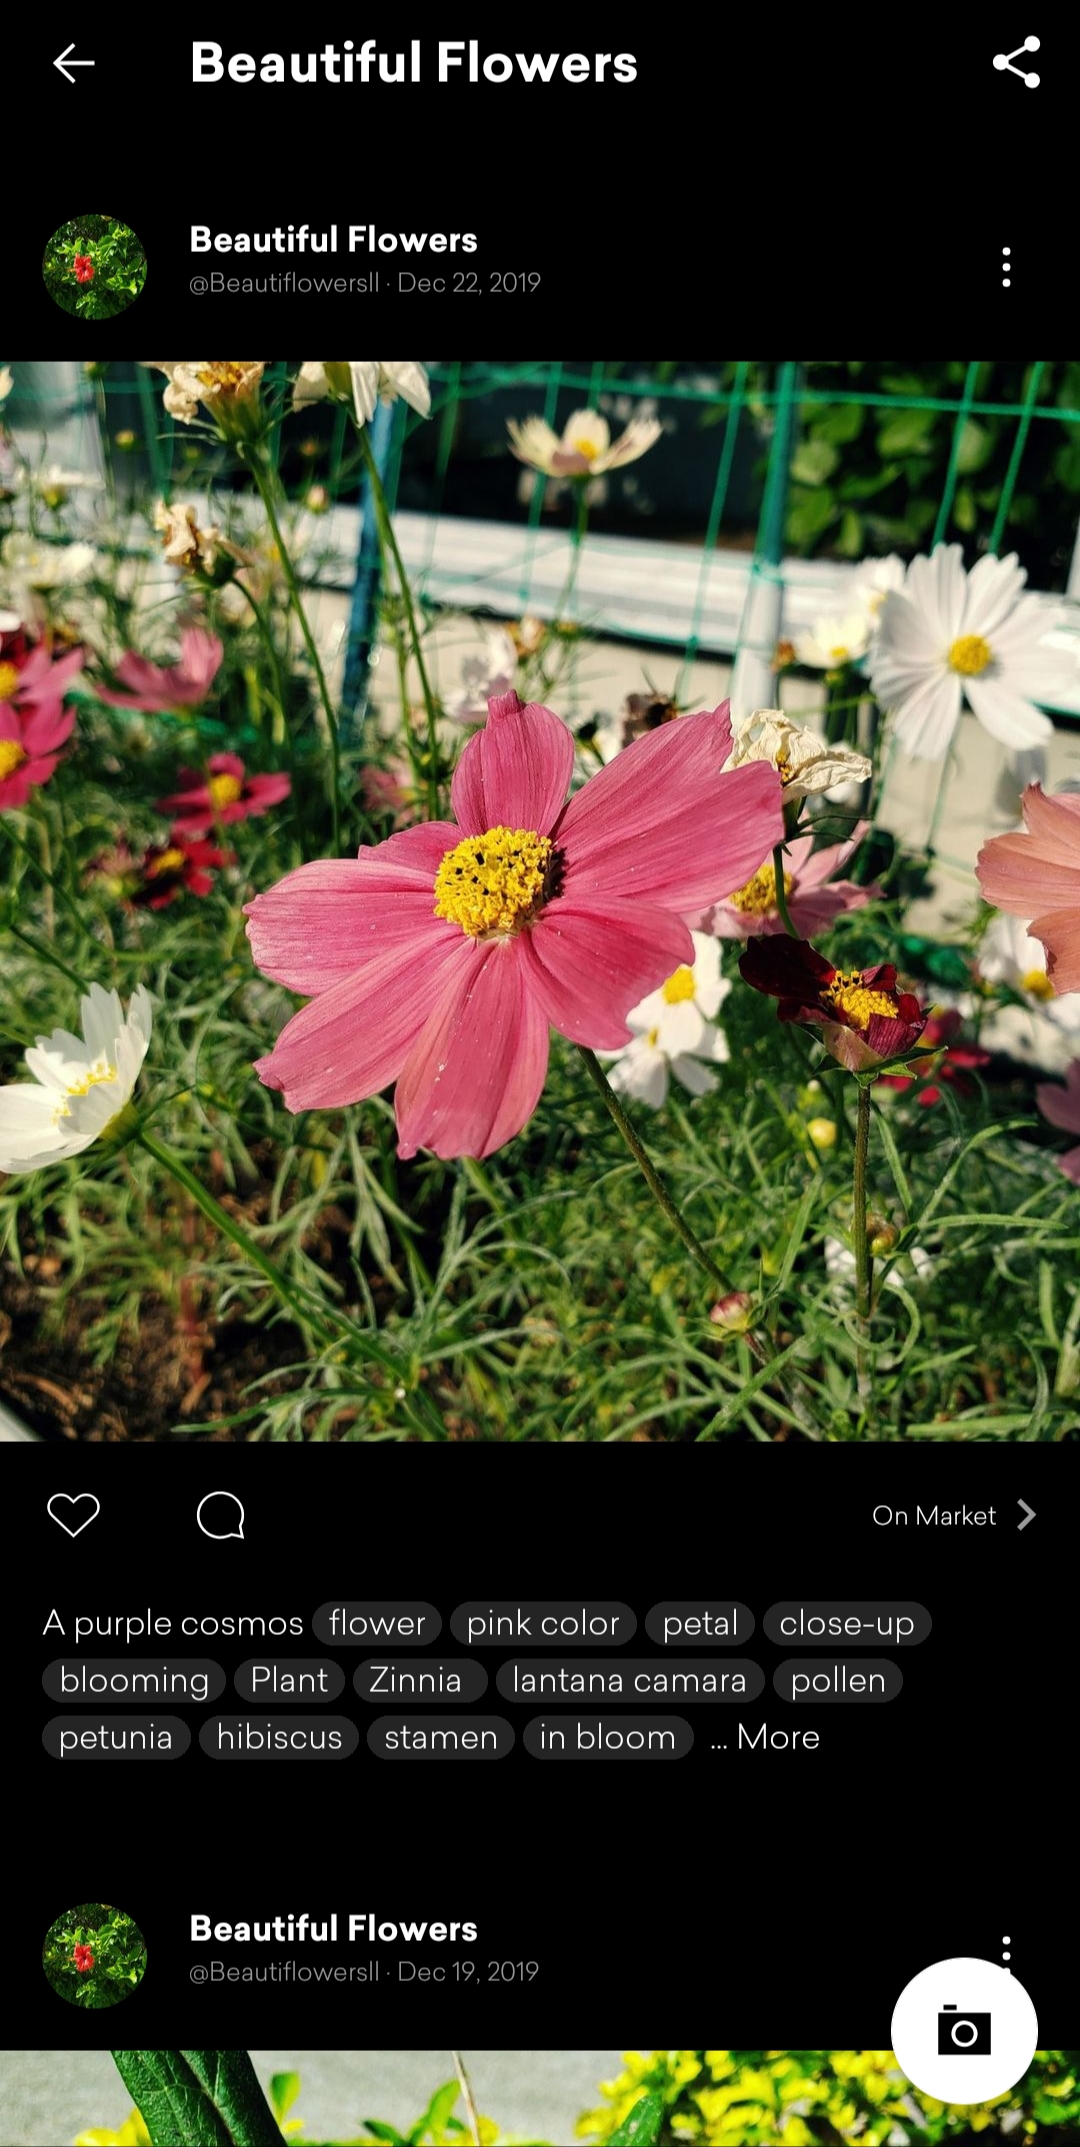 Beautiful Flowers
Beautiful Flowers
@Beautiflowersll · Dec 22, 2019
On Market
A purple cosmos flower pink color petal close-up
blooming Plant Zinnia lantana camara pollen
petunia hibiscus stamen in bloom ... More
Beautiful Flowers
@Beautiflowersll · Dec 19, 2019